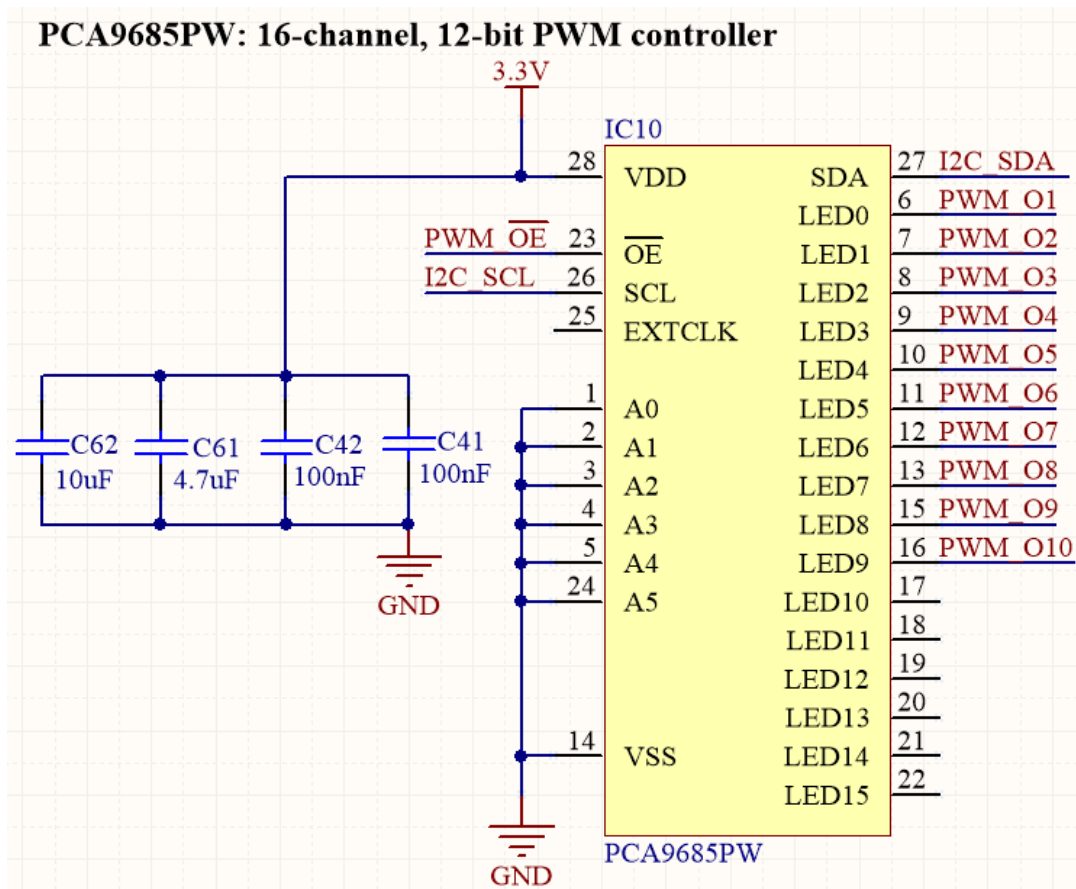 PCA9685PW: 16-channel, 12-bit PWM controller
3.3V
IC10
28 VDD SDA 27 I2C_SDA
LED0 6 PWM_O1
PWM_OE 23 OE LED1 7 PWM_O2
I2C_SCL 26 SCL LED2 8 PWM_O3
25 EXTCLK LED3 9 PWM_O4
LED4 10 PWM_O5
1 A0 LED5 11 PWM_O6
2 A1 LED6 12 PWM_O7
3 A2 LED7 13 PWM_O8
4 A3 LED8 15 PWM_O9
5 A4 LED9 16 PWM_O10
24 A5 LED10 17
LED11 18
LED12 19
LED13 20
14 VSS LED14 21
LED15 22
C62 C61 C42 C41
10uF 4.7uF 100nF 100nF
GND
GND
PCA9685PW